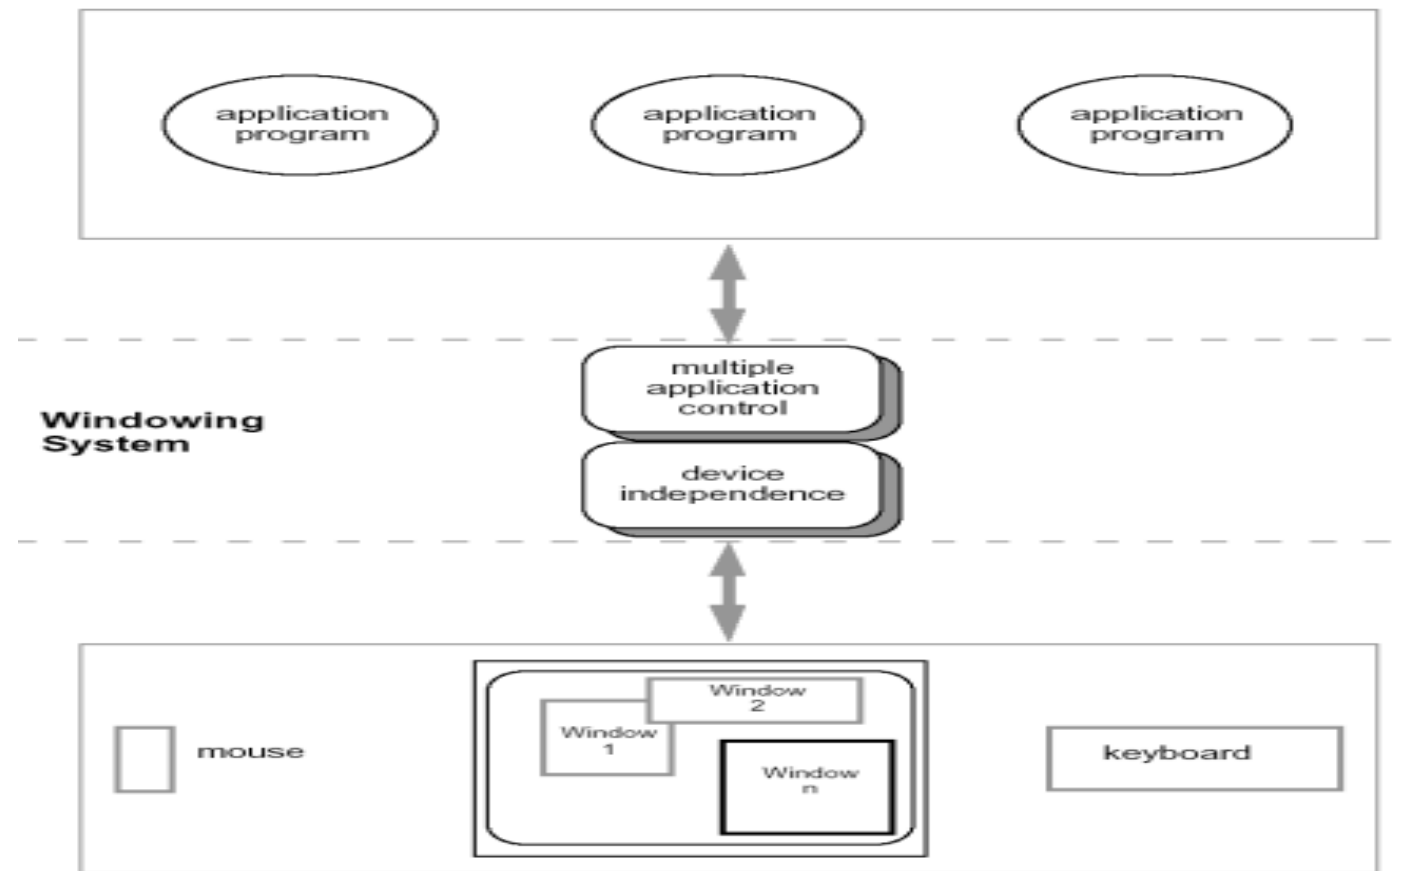 application
program
application
program
application
program
multiple
application
control
Windowing
System
device
independence
Window
2
Window
1
mouse
keyboard
Window
n